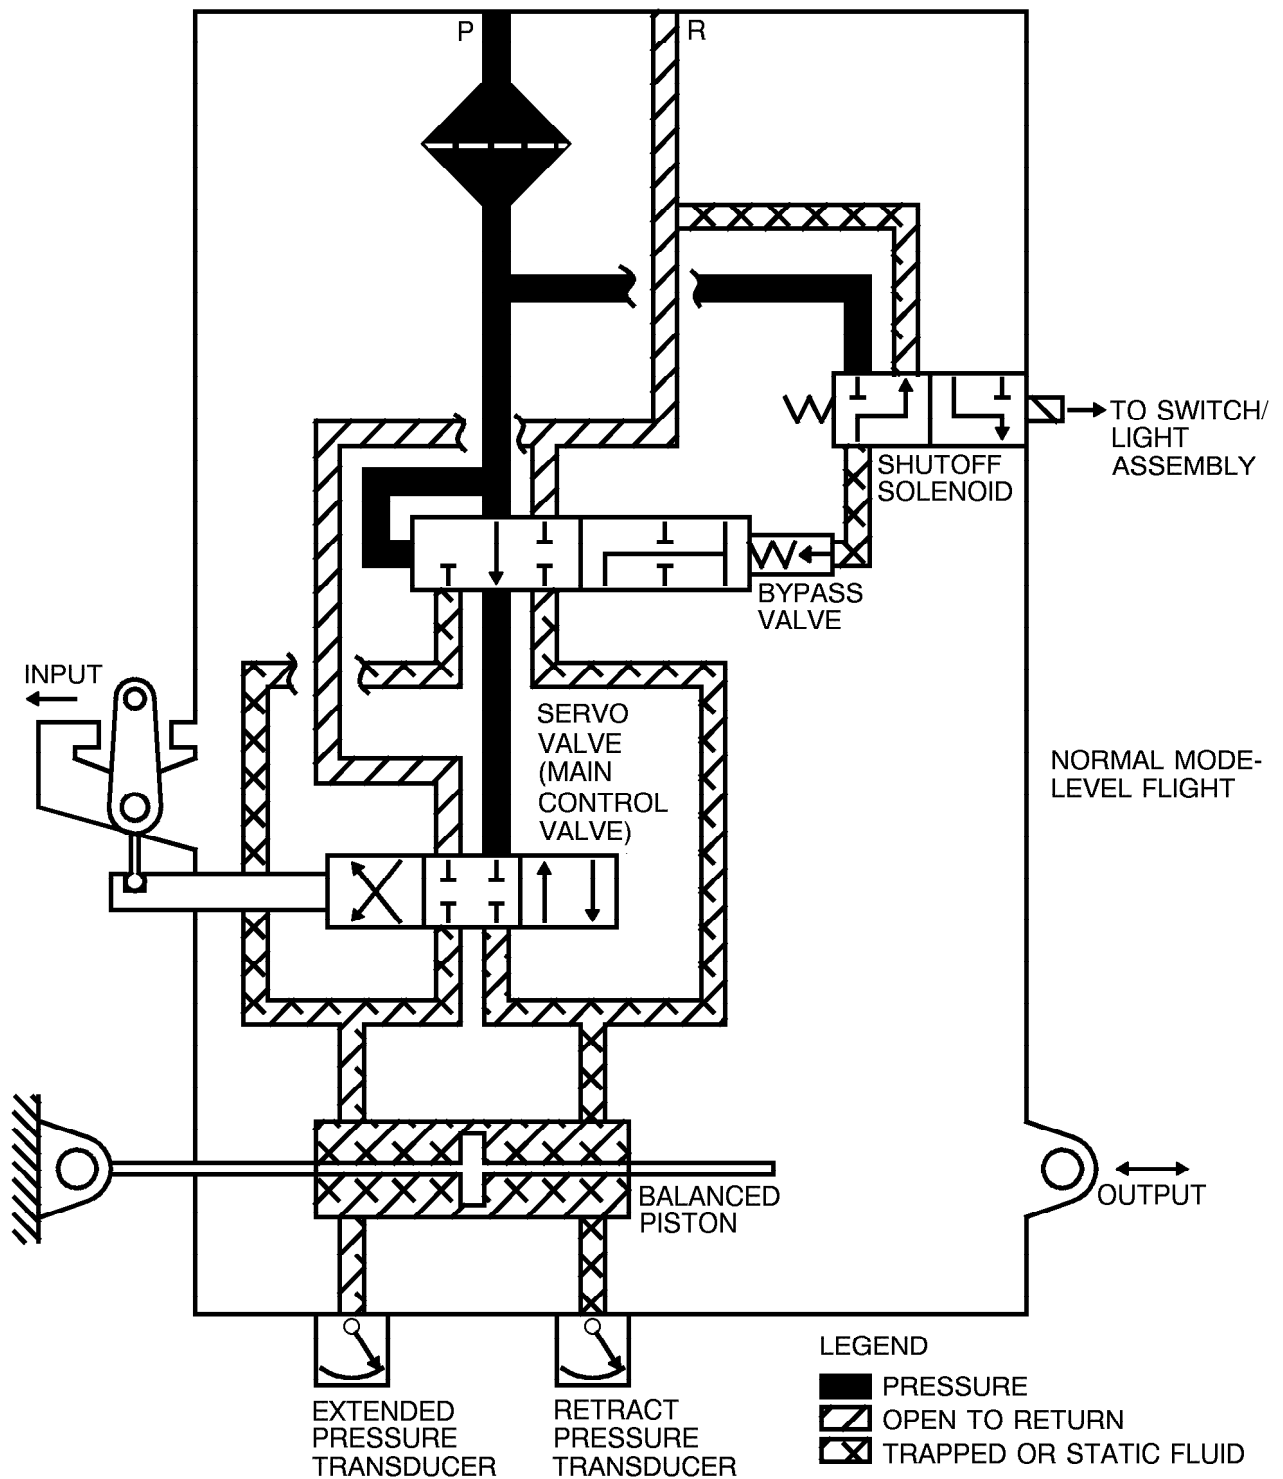 P
R
TO SWITCH/
LIGHT
ASSEMBLY
SHUTOFF
SOLENOID
BYPASS
VALVE
INPUT
SERVO
VALVE
(MAIN
CONTROL
VALVE)
NORMAL MODE-
LEVEL FLIGHT
BALANCED
PISTON
OUTPUT
EXTENDED
PRESSURE
TRANSDUCER
RETRACT
PRESSURE
TRANSDUCER
LEGEND
PRESSURE
OPEN TO RETURN
TRAPPED OR STATIC FLUID